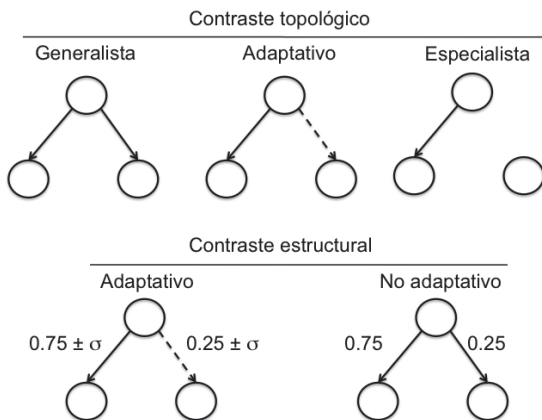 Contraste topológico
Generalista Adaptativo Especialista
Contraste estructural
Adaptativo No adaptativo
0.75 ± σ 0.25 ± σ 0.75 0.25